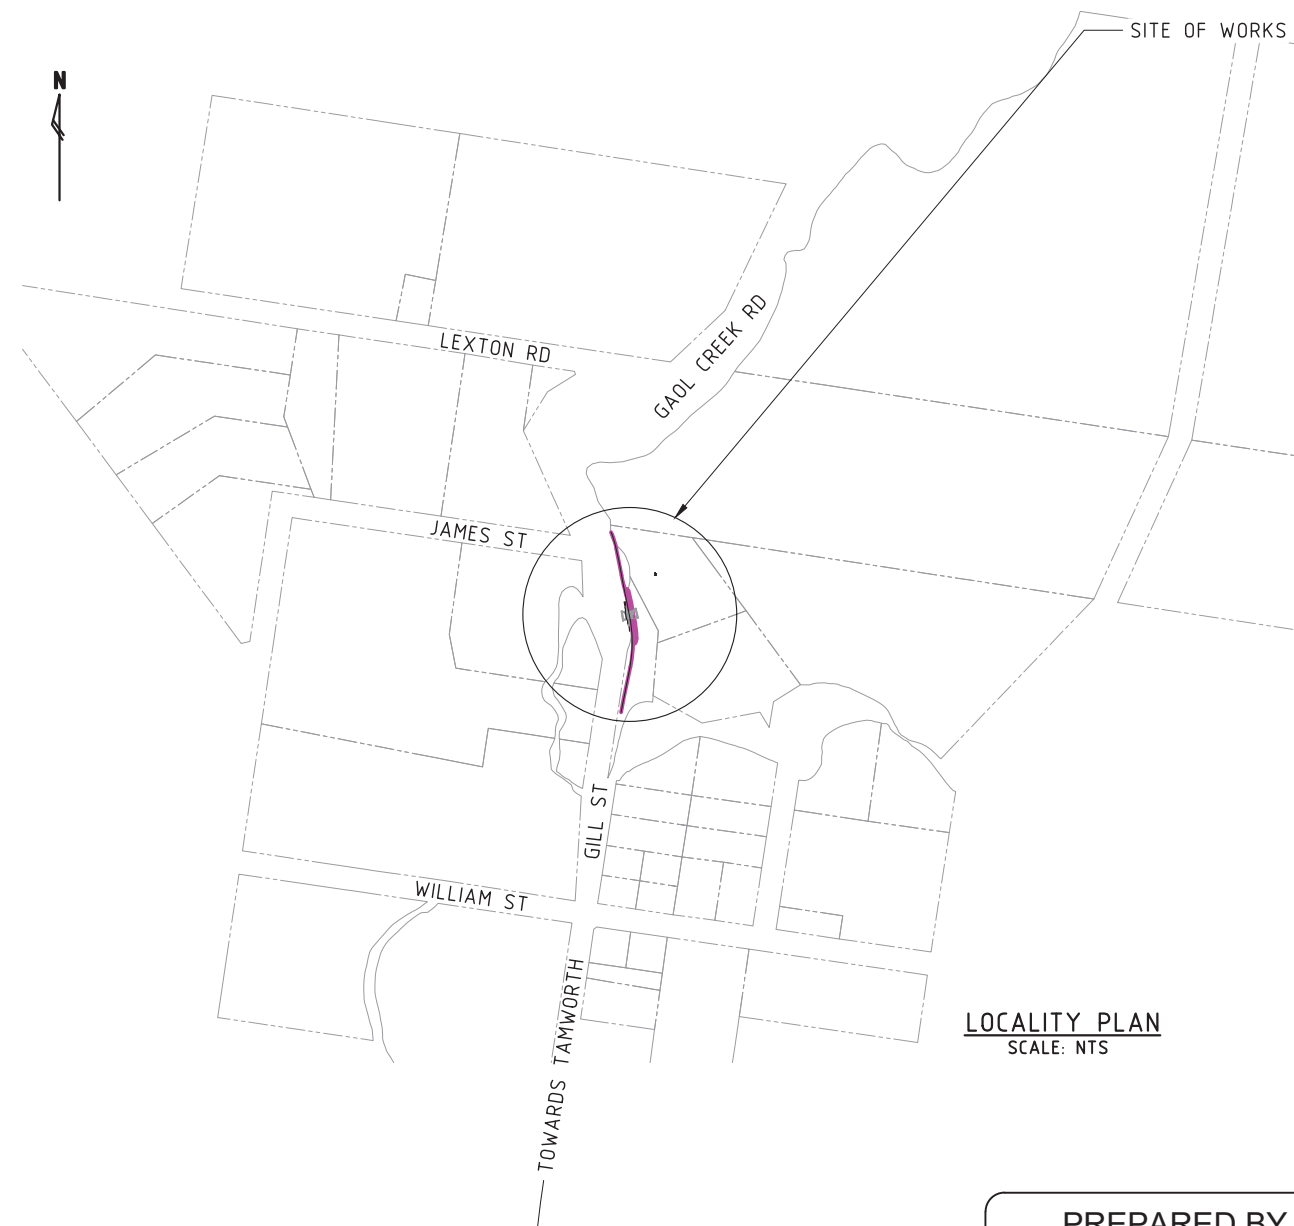 SITE OF WORKS
N
GAOL CREEK RD
LEXTON RD
JAMES ST
GILL ST
WILLIAM ST
TOWARDS TAMWORTH
LOCALITY PLAN
SCALE: NTS
PREPARED BY